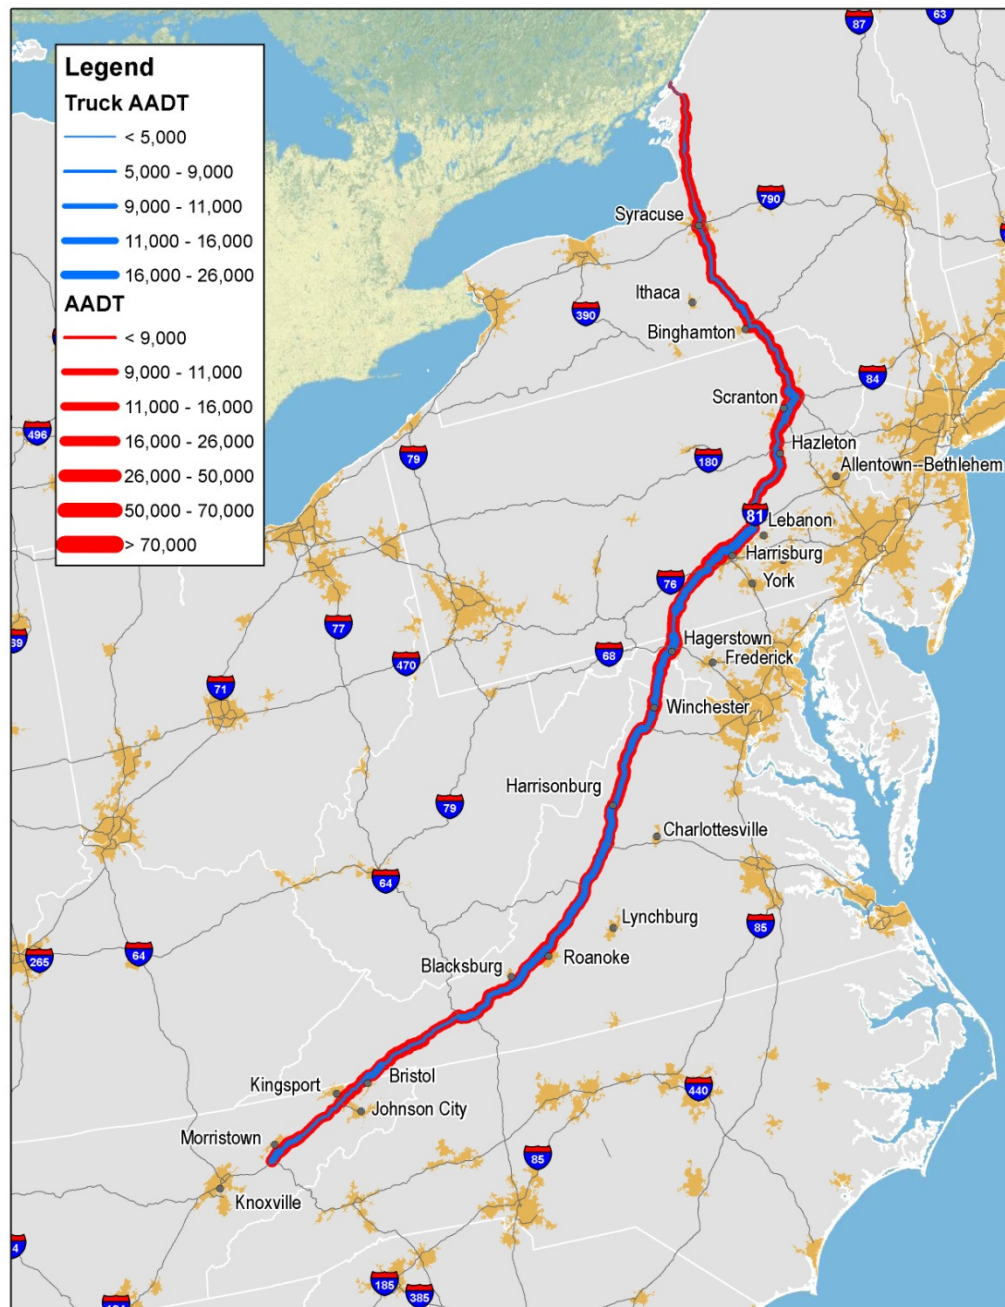 Legend
Truck AADT
< 5,000
5,000 - 9,000
9,000 - 11,000
11,000 - 16,000
16,000 - 26,000
AADT
< 9,000
9,000 - 11,000
11,000 - 16,000
16,000 - 26,000
26,000 - 50,000
50,000 - 70,000
> 70,000
87
63
790
Syracuse
Ithaca
390
Binghamton
84
Scranton
496
79
180
Hazleton
Allentown--Bethlehem
81
Lebanon
Harrisburg
76
York
77
69
Hagerstown
68
Frederick
470
71
Winchester
79
Harrisonburg
Charlottesville
64
Lynchburg
85
64
265
Roanoke
Blacksburg
Bristol
Kingsport
440
Johnson City
Morristown
85
Knoxville
4
185
385